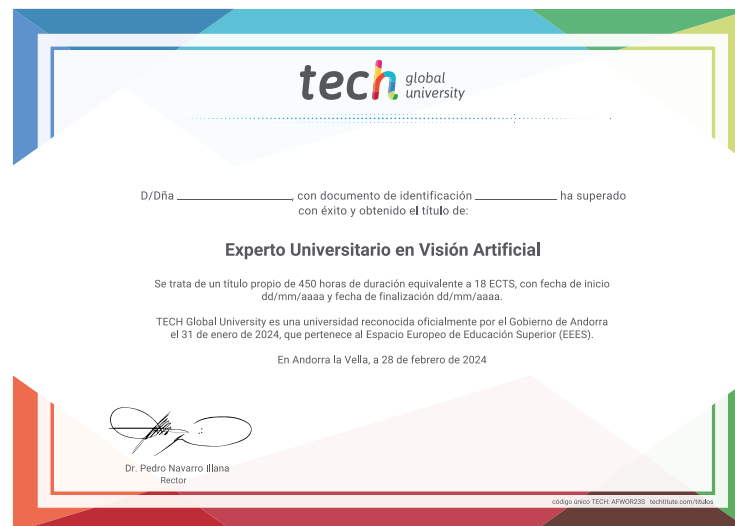 tech global university
D/Dña ______________, con documento de identificación __________ ha superado
con éxito y obtenido el título de:
Experto Universitario en Visión Artificial
Se trata de un título propio de 450 horas de duración equivalente a 18 ECTS, con fecha de inicio
dd/mm/aaaa y fecha de finalización dd/mm/aaaa.
TECH Global University es una universidad reconocida oficialmente por el Gobierno de Andorra
el 31 de enero de 2024, que pertenece al Espacio Europeo de Educación Superior (EEES).
En Andorra la Vella, a 28 de febrero de 2024
Dr. Pedro Navarro Illana
Rector
código único TECH: AFWOR23S techtitute.com/titulos